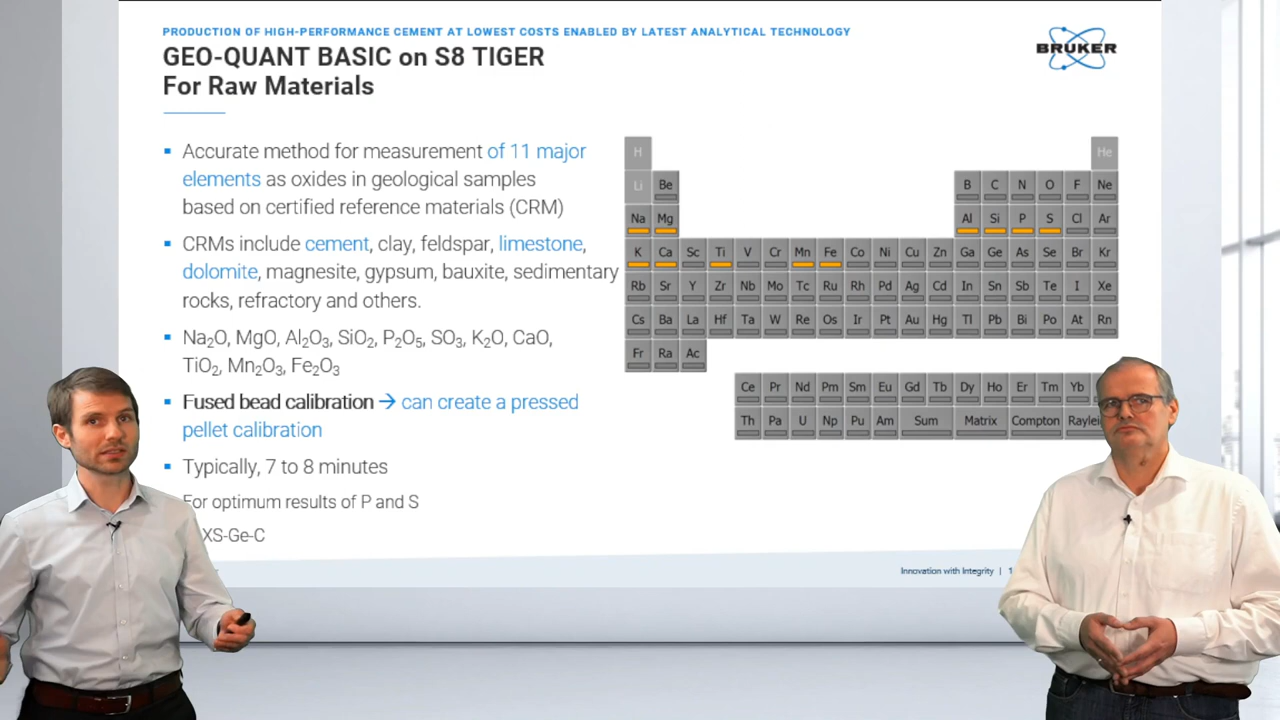 PRODUCTION OF HIGH-PERFORMANCE CEMENT AT LOWEST COSTS ENABLED BY LATEST ANALYTICAL TECHNOLOGY
GEO-QUANT BASIC on S8 TIGER
For Raw Materials
BRUKER
Accurate method for measurement of 11 major
elements as oxides in geological samples
based on certified reference materials (CRM)
CRMs include cement, clay, feldspar, limestone,
dolomite, magnesite, gypsum, bauxite, sedimentary
rocks, refractory and others.
Na₂O, MgO, Al₂O₃, SiO₂, P₂O₅, SO₃, K₂O, CaO,
TiO₂, Mn₂O₃, Fe₂O₃
Fused bead calibration → can create a pressed
pellet calibration
Typically, 7 to 8 minutes
For optimum results of P and S
XS-Ge-C
H He
Li Be B C N O F Ne
Na Mg Al Si P S Cl Ar
K Ca Sc Ti V Cr Mn Fe Co Ni Cu Zn Ga Ge As Se Br Kr
Rb Sr Y Zr Nb Mo Tc Ru Rh Pd Ag Cd In Sn Sb Te I Xe
Cs Ba La Hf Ta W Re Os Ir Pt Au Hg Tl Pb Bi Po At Rn
Fr Ra Ac
Ce Pr Nd Pm Sm Eu Gd Tb Dy Ho Er Tm Yb
Th Pa U Np Pu Am Sum Matrix Compton Raylei
Innovation with Integrity |